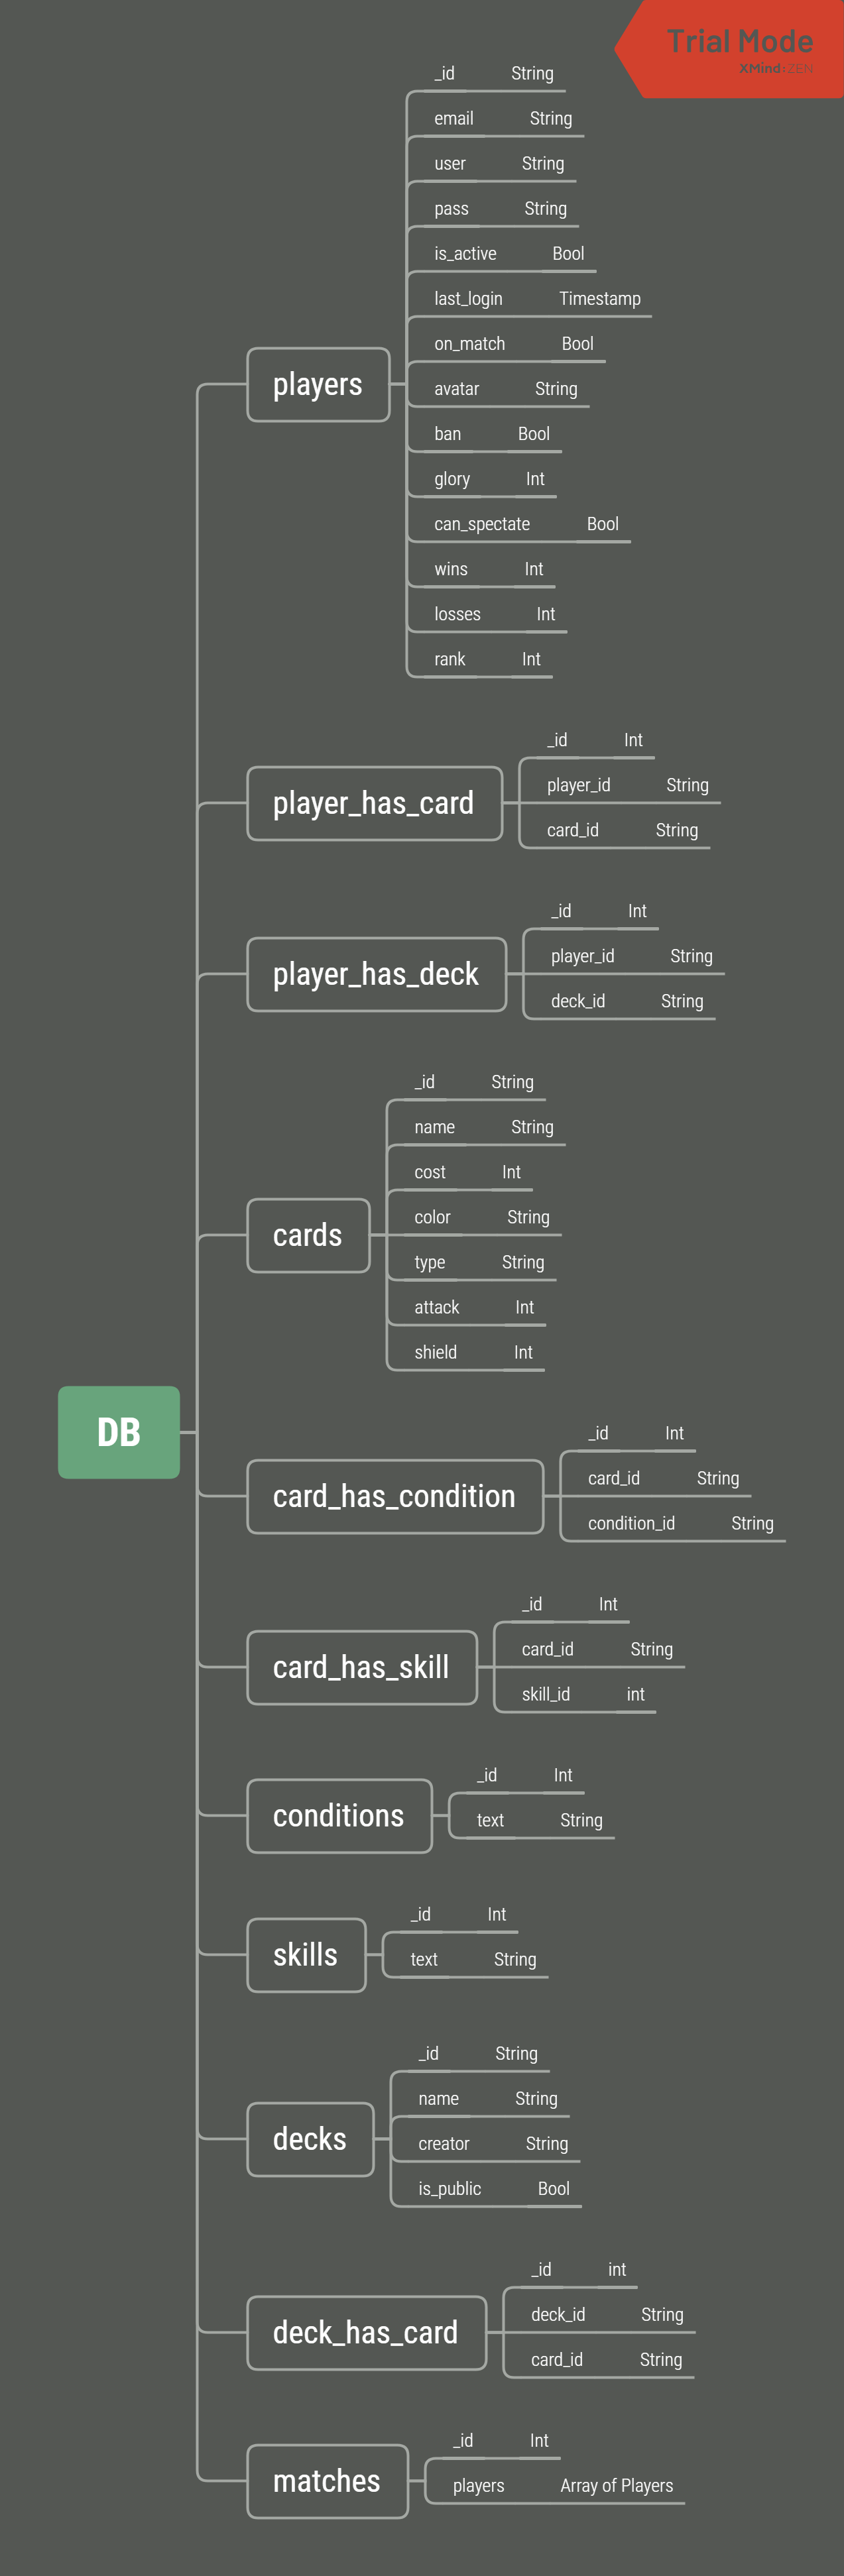 Trial Mode
XMind:ZEN
_id String
email String
user String
pass String
is_active Bool
last_login Timestamp
on_match Bool
avatar String
ban Bool
glory Int
can_spectate Bool
wins Int
losses Int
rank Int
players
_id Int
player_id String
card_id String
player_has_card
_id Int
player_id String
deck_id String
player_has_deck
_id String
name String
cost Int
color String
type String
attack Int
shield Int
cards
DB
_id Int
card_id String
condition_id String
card_has_condition
_id Int
card_id String
skill_id int
card_has_skill
_id Int
text String
conditions
_id Int
text String
skills
_id String
name String
creator String
is_public Bool
decks
_id int
deck_id String
card_id String
deck_has_card
_id Int
players Array of Players
matches